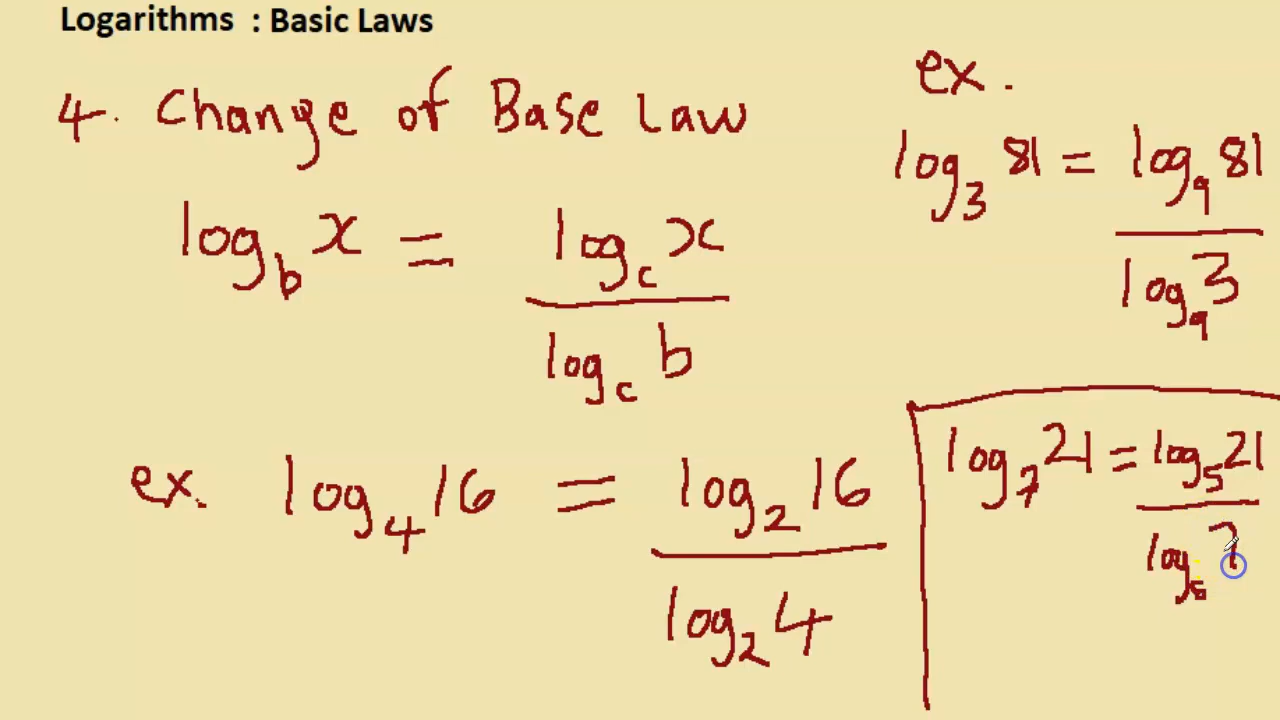 Logarithms : Basic Laws
4. Change of Base Law
log_b x = log_c x / log_c b
ex. log_4 16 = log_2 16 / log_2 4
ex.
log_3 81 = log_9 81 / log_9 3
log_7 21 = log_5 21 / log_5 7